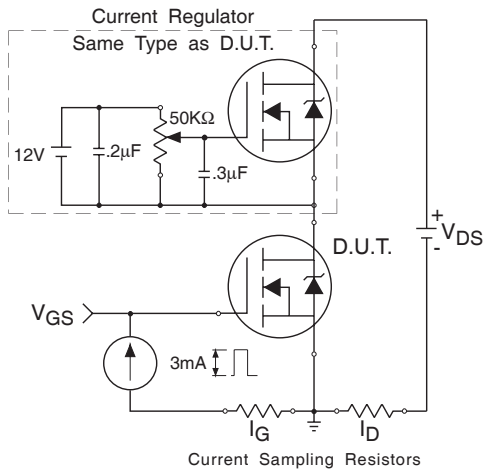 Current Regulator
Same Type as D.U.T.
50KΩ
12V
.2μF
.3μF
+
VDS
-
D.U.T.
VGS
3mA
IG
ID
Current Sampling Resistors